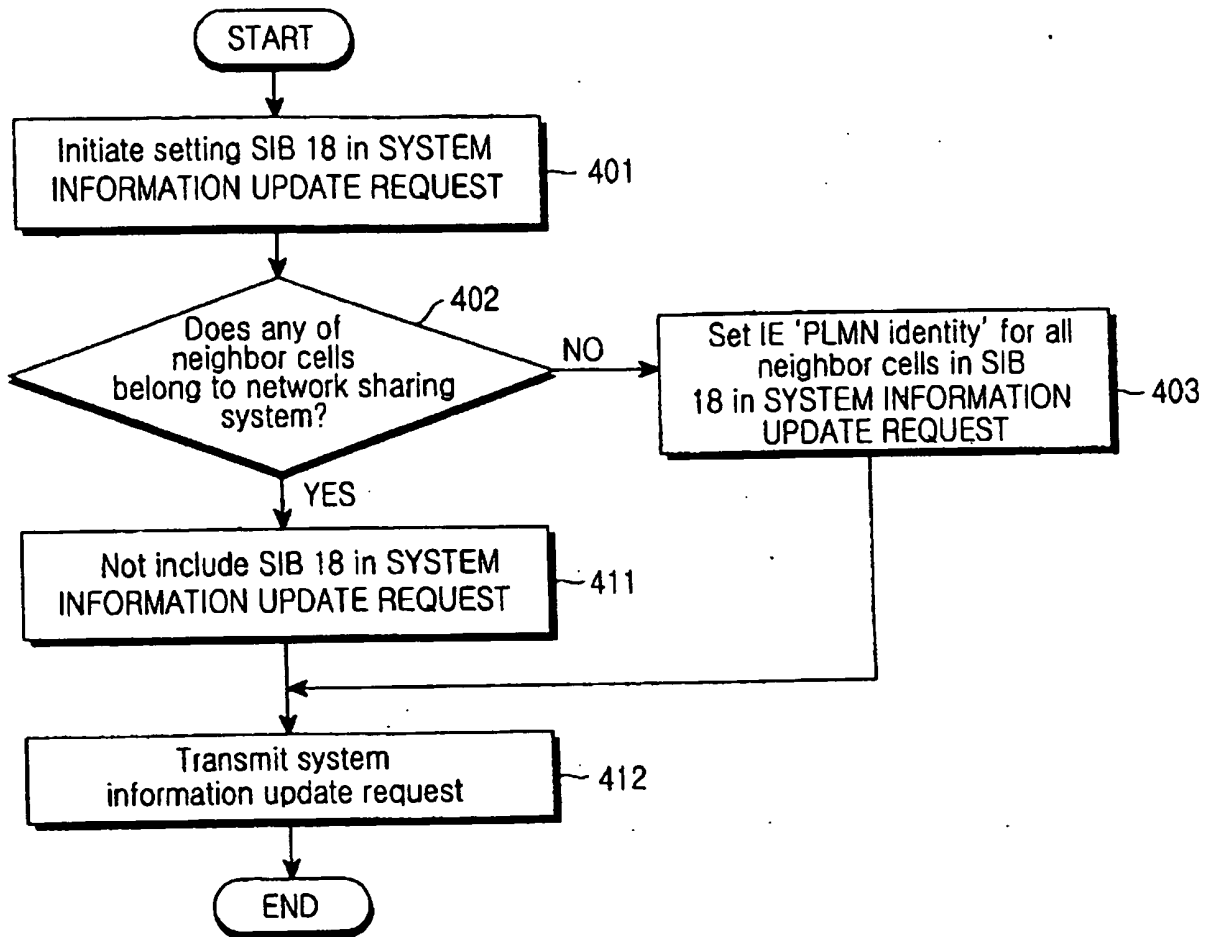 START
Initiate setting SIB 18 in SYSTEM
INFORMATION UPDATE REQUEST
401
402
Does any of
neighbor cells
belong to network sharing
system?
NO
Set IE 'PLMN identity' for all
neighbor cells in SIB
18 in SYSTEM INFORMATION
UPDATE REQUEST
403
YES
Not include SIB 18 in SYSTEM
INFORMATION UPDATE REQUEST
411
Transmit system
information update request
412
END